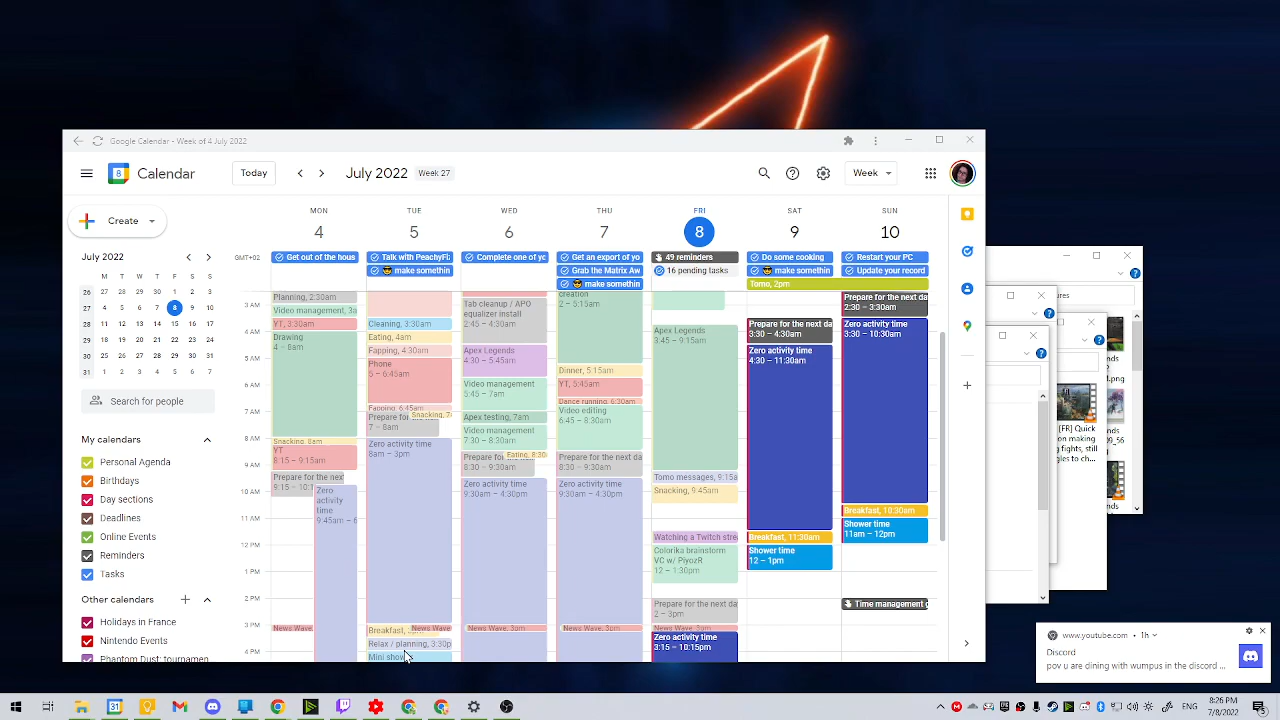 Google Calendar - Week of 4 July 2022
8
Calendar
Today
July 2022
Week 27
Week
Create
July 2022
M T W T F S S
26 27 28 29 30 1 2 3
27 4 5 6 7 8 9 10
28 11 12 13 14 15 16 17
29 18 19 20 21 22 23 24
30 25 26 27 28 29 30 31
31 1 2 3 4 5 6 7
Search for people
My calendars
Personal Agenda
Birthdays
Day sections
Deadlines
Online Events
Reminders
Tasks
Other calendars
Holidays in France
Nintendo Events
Phantish Dust: tournament
GMT+02
MON
4
TUE
5
WED
6
THU
7
FRI
8
SAT
9
SUN
10
Get out of the hous
Talk with PeachyFi
Complete one of yo
Get an export of yo
49 reminders
Do some cooking
Restart your PC
make somethin
Grab the Matrix Aw
16 pending tasks
make somethin
Update your record
make somethin
Tomo, 2pm
3 AM
4 AM
5 AM
6 AM
7 AM
8 AM
9 AM
10 AM
11 AM
12 PM
1 PM
2 PM
3 PM
4 PM
Planning, 2:30am
Video management, 3a
YT, 3:30am
Drawing
4 – 8am
Snacking, 8am
YT
8:15 – 9:15am
Prepare for the nex
9:15 – 10:1
Zero
activity
time
9:45am – 6
News Wave, 3pm
Cleaning, 3:30am
Eating, 4am
Fapping, 4:30am
Phone
5 – 6:45am
Fapping, 6:45am
Snacking, 7:
Prepare for
7 – 8am
Zero activity time
8am – 3pm
Breakfast, 3pm
News Wave
Relax / planning, 3:30p
Mini show
Tab cleanup / APO
equalizer install
2:45 – 4:30am
Apex Legends
4:30 – 5:45am
Video management
5:45 – 7am
Apex testing, 7am
Video management
7:30 – 8:30am
Eating, 8:30
Prepare fo
8:30 – 9:30am
Zero activity time
9:30am – 4:30pm
News Wave, 3pm
creation
2 – 5:15am
Dinner, 5:15am
YT, 5:45am
Dance running, 6:30am
Video editing
6:45 – 8:30am
Prepare for the next da
8:30 – 9:30am
Zero activity time
9:30am – 4:30pm
News Wave, 3pm
Apex Legends
3:45 – 9:15am
Tomo messages, 9:15a
Snacking, 9:45am
Watching a Twitch stre
Colorika brainstorm
VC w/ PiyozR
12 – 1:30pm
Prepare for the next da
2 – 3pm
News Wave, 3pm
Zero activity time
3:15 – 10:15pm
Prepare for the next da
3:30 – 4:30am
Zero activity time
4:30 – 11:30am
Breakfast, 11:30am
Shower time
12 – 1pm
Prepare for the next da
2:30 – 3:30am
Zero activity time
3:30 – 10:30am
Breakfast, 10:30am
Shower time
11am – 12pm
Time management g
ures
.png
[FR]
Quick
igles to
ch...
www.youtube.com • 1h
Discord
pov u are dining with wumpus in the discord ...
31
8:26 PM
7/8/2022